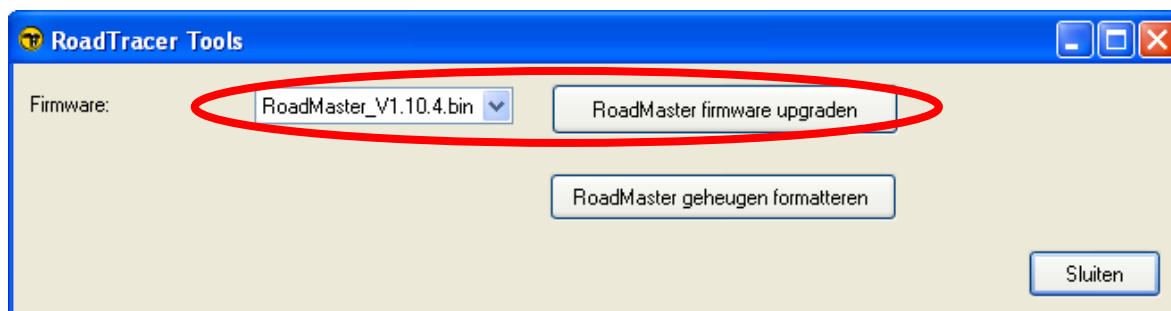 RoadTracer Tools
Firmware: RoadMaster_V1.10.4.bin RoadMaster firmware upgraden
RoadMaster geheugen formatteren
Sluiten